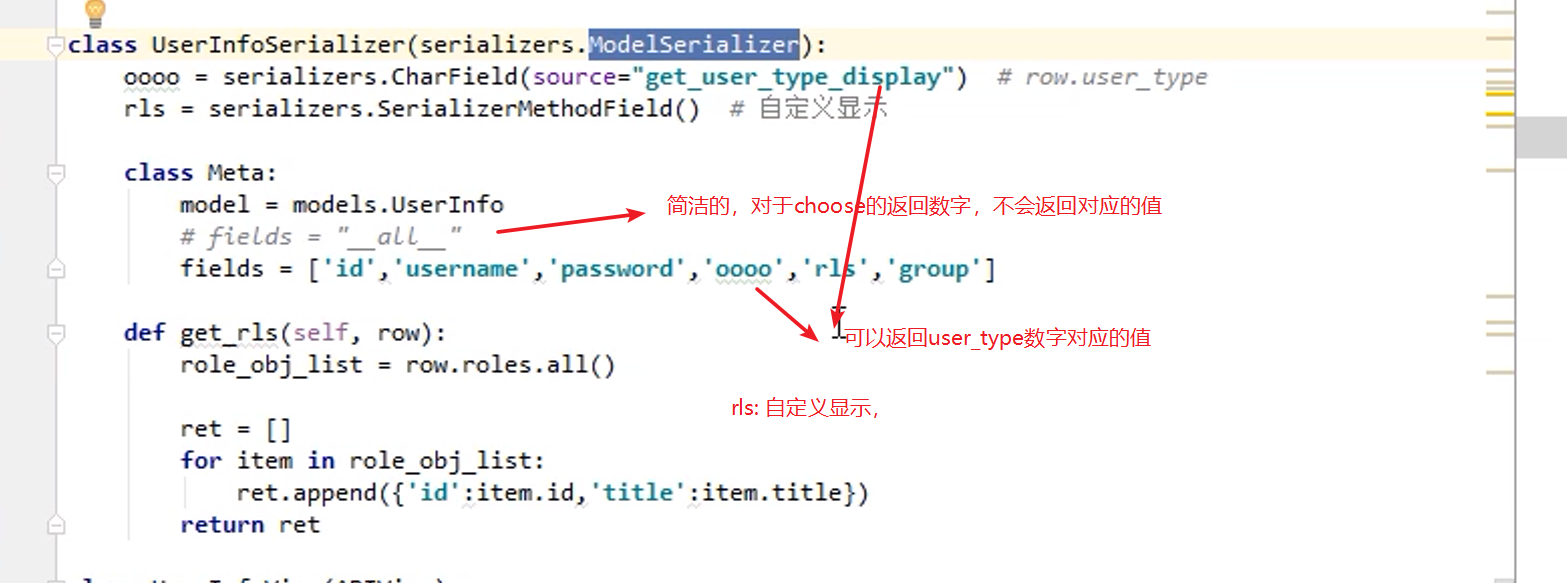 class UserInfoSerializer(serializers.ModelSerializer):
oooo = serializers.CharField(source="get_user_type_display")  # row.user_type
rls = serializers.SerializerMethodField()  # 自定义显示
class Meta:
model = models.UserInfo
简洁的，对于choose的返回数字，不会返回对应的值
# fields = "__all__"
fields = ['id','username','password','oooo','rls','group']
def get_rls(self, row):
可以返回user_type数字对应的值
role_obj_list = row.roles.all()
rls: 自定义显示，
ret = []
for item in role_obj_list:
ret.append({'id':item.id,'title':item.title})
return ret